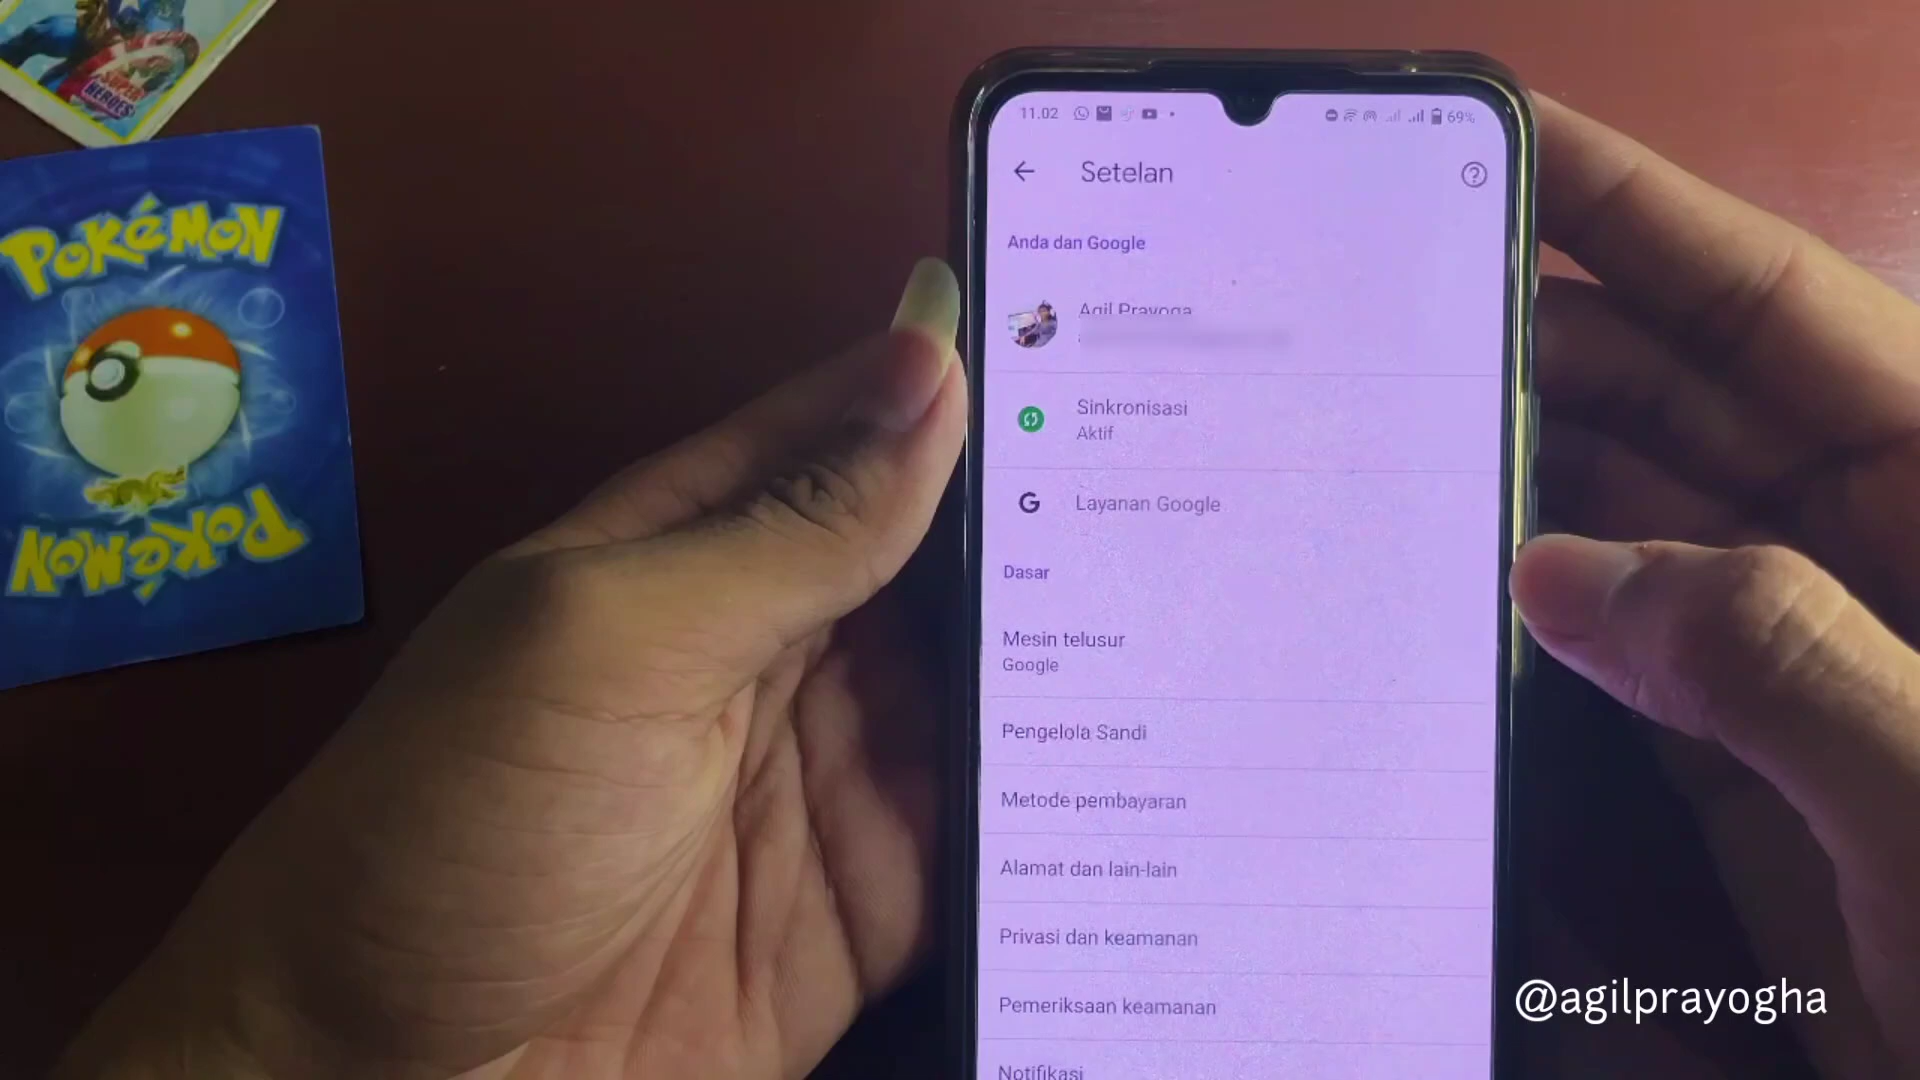 SUPER
HEROES
POKéMON
POKéMON
11.02
69%
Setelan
Anda dan Google
Agil Prayoga
Sinkronisasi
Aktif
Layanan Google
Dasar
Mesin telusur
Google
Pengelola Sandi
Metode pembayaran
Alamat dan lain-lain
Privasi dan keamanan
Pemeriksaan keamanan
Notifikasi
@agilprayogha